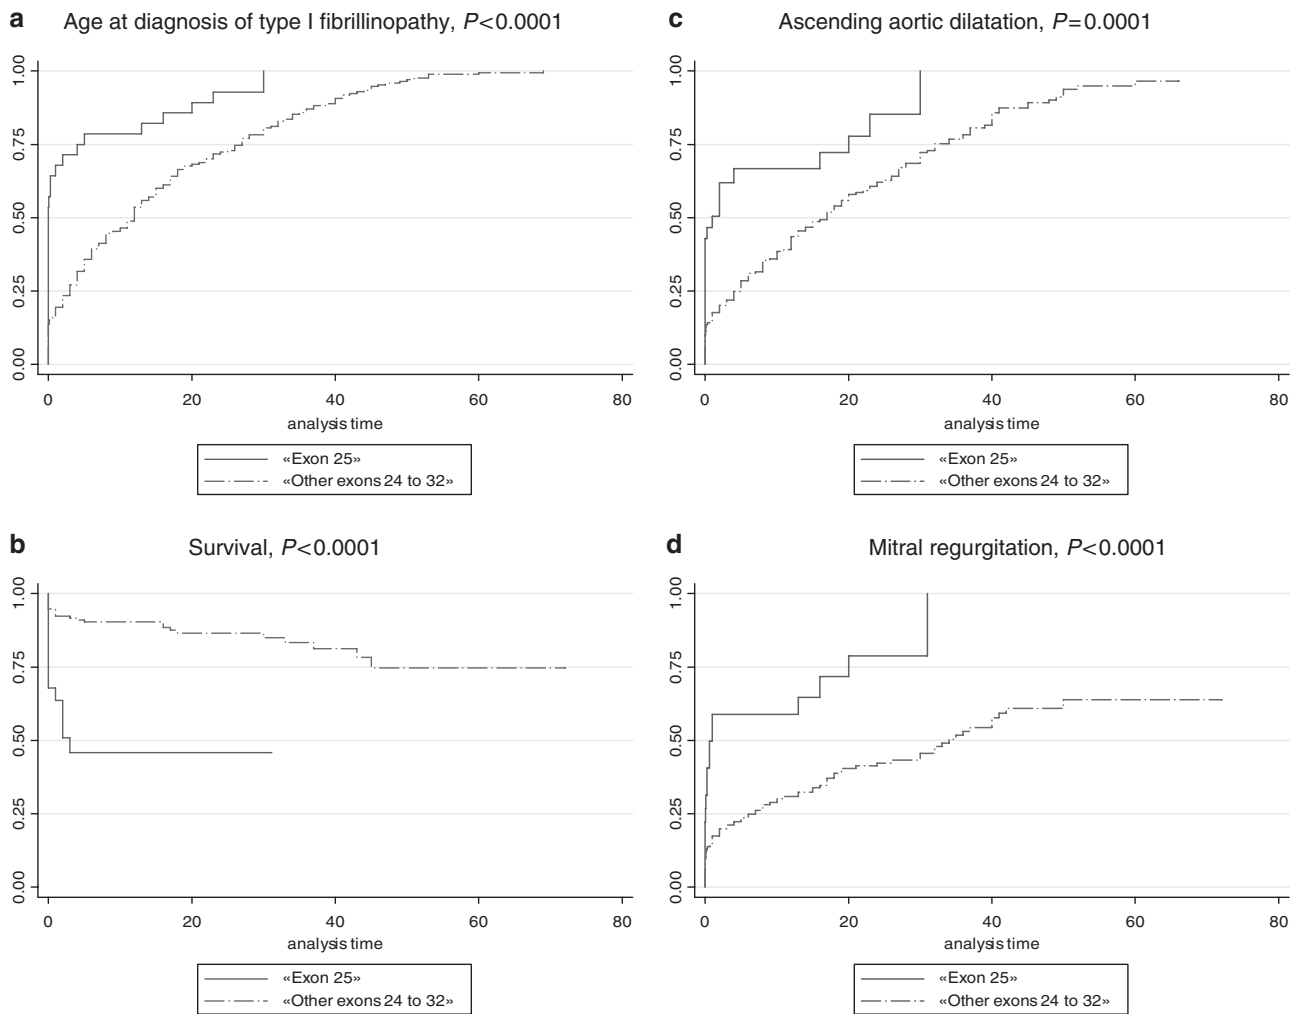 a Age at diagnosis of type I fibrillinopathy, P<0.0001
1.00
0.75
0.50
0.25
0.00
0 20 40 60 80
analysis time
«Exon 25»
«Other exons 24 to 32»
b Survival, P<0.0001
1.00
0.75
0.50
0.25
0.00
0 20 40 60 80
analysis time
«Exon 25»
«Other exons 24 to 32»
c Ascending aortic dilatation, P=0.0001
1.00
0.75
0.50
0.25
0.00
0 20 40 60 80
analysis time
«Exon 25»
«Other exons 24 to 32»
d Mitral regurgitation, P<0.0001
1.00
0.75
0.50
0.25
0.00
0 20 40 60 80
analysis time
«Exon 25»
«Other exons 24 to 32»